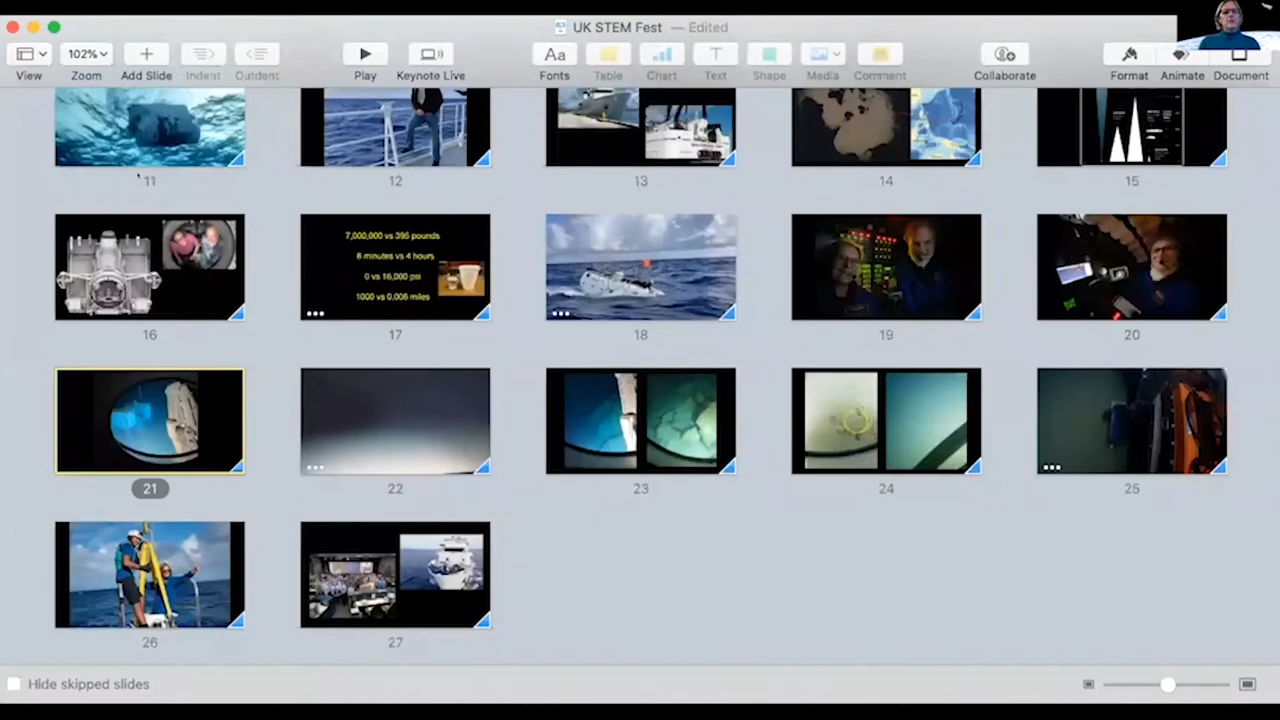 UK STEM Fest — Edited
102%
View Zoom Add Slide Indent Outdent Play Keynote Live Fonts Table Chart Text Shape Media Comment Collaborate Format Animate Document
11 12 13 14 15
7,000,000 vs 395 pounds
8 minutes vs 4 hours
0 vs 16,000 psi
1000 vs 0.006 miles
16 17 18 19 20
21 22 23 24 25
26 27
Hide skipped slides